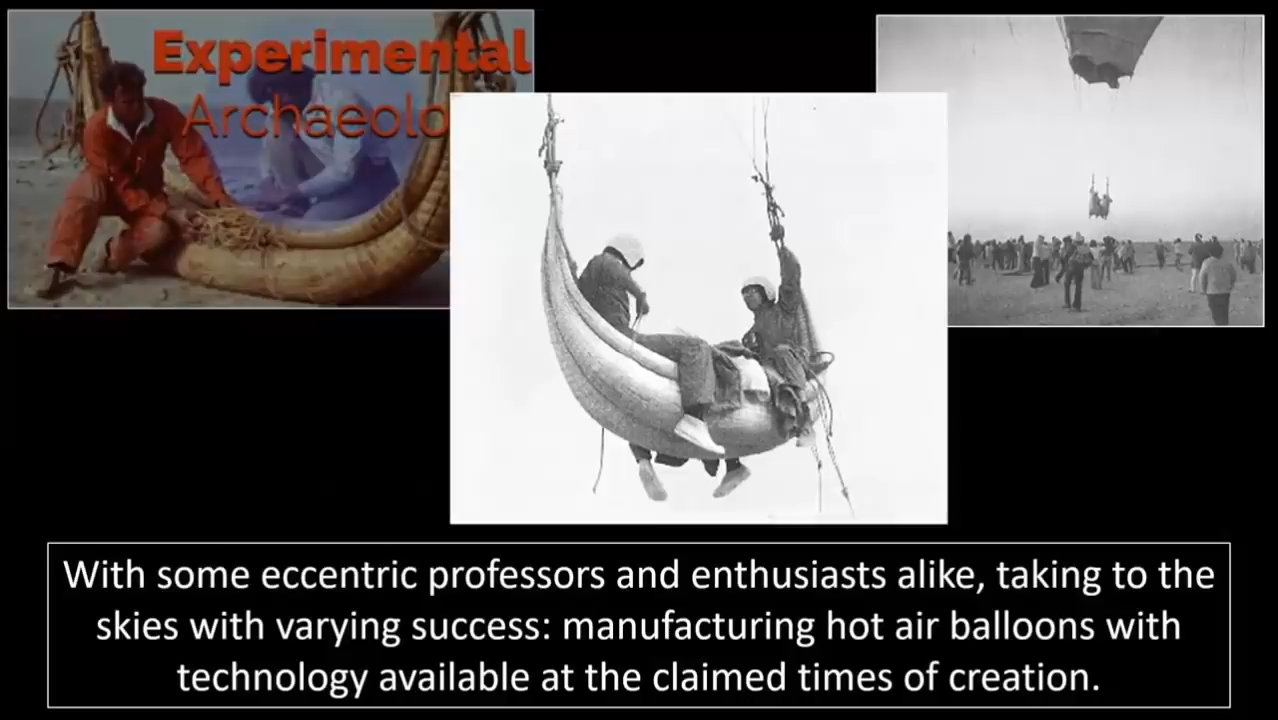 Experimental
Archaeolo
With some eccentric professors and enthusiasts alike, taking to the
skies with varying success: manufacturing hot air balloons with
technology available at the claimed times of creation.